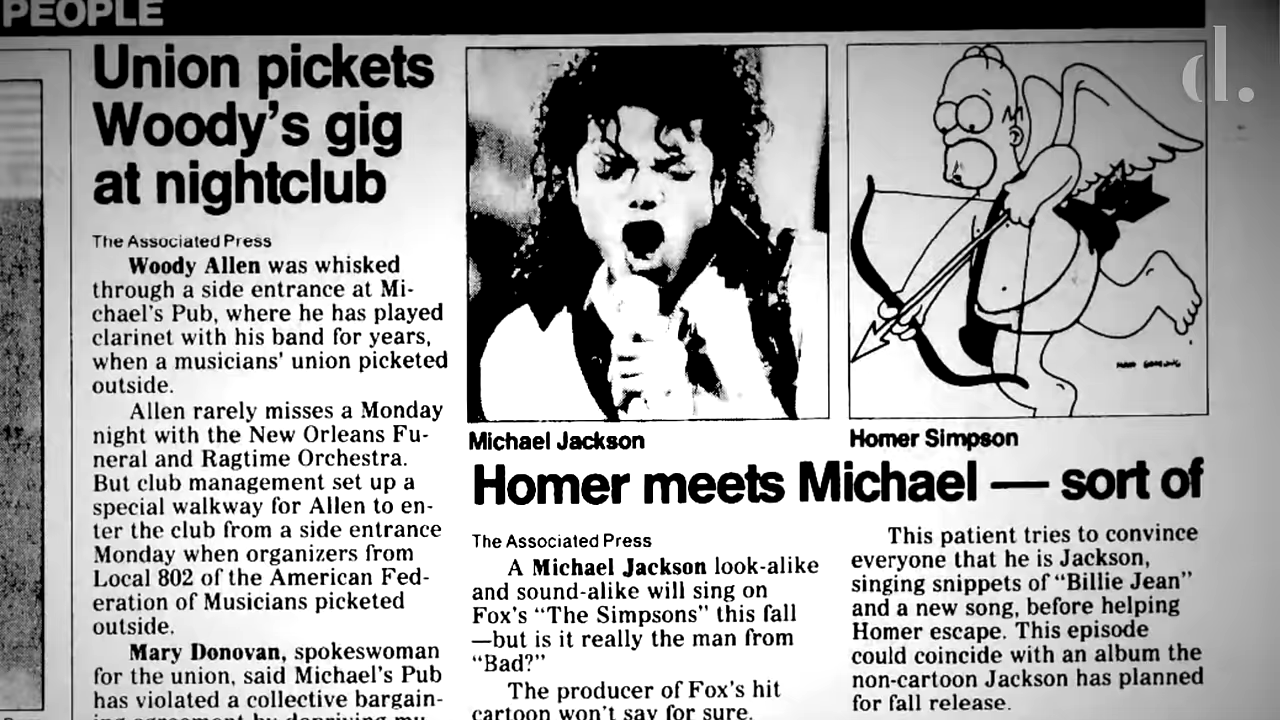 PEOPLE
d.
Union pickets
Woody's gig
at nightclub
The Associated Press
Woody Allen was whisked
through a side entrance at Mi-
chael's Pub, where he has played
clarinet with his band for years,
when a musicians' union picketed
outside.
Allen rarely misses a Monday
night with the New Orleans Fu-
neral and Ragtime Orchestra.
But club management set up a
special walkway for Allen to en-
ter the club from a side entrance
Monday when organizers from
Local 802 of the American Fed-
eration of Musicians picketed
outside.
Mary Donovan, spokeswoman
for the union, said Michael's Pub
has violated a collective bargain-
ing agreement by depriving mu-
Michael Jackson
Homer Simpson
Homer meets Michael — sort of
The Associated Press
A Michael Jackson look-alike
and sound-alike will sing on
Fox's "The Simpsons" this fall
—but is it really the man from
"Bad?"
The producer of Fox's hit
cartoon won't say for sure.
This patient tries to convince
everyone that he is Jackson,
singing snippets of "Billie Jean"
and a new song, before helping
Homer escape. This episode
could coincide with an album the
non-cartoon Jackson has planned
for fall release.